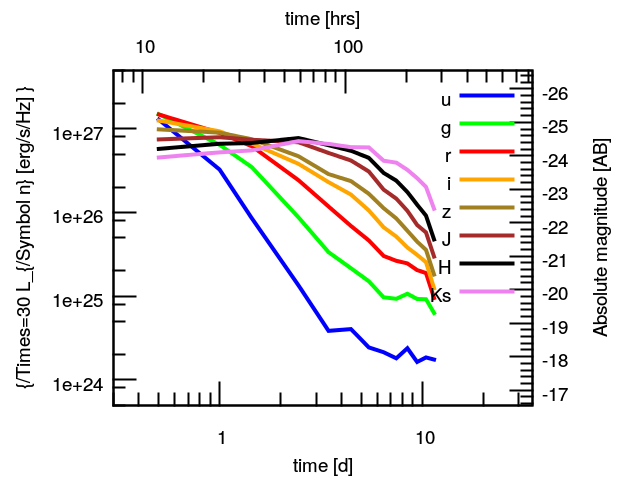 time [hrs]
10 100
{/Times=30 L_{/Symbol n} [erg/s/Hz] }
1e+27
1e+26
1e+25
1e+24
u
g
r
i
z
J
H
Ks
-26
-25
-24
-23
-22
-21
-20
-19
-18
-17
Absolute magnitude [AB]
1 10
time [d]